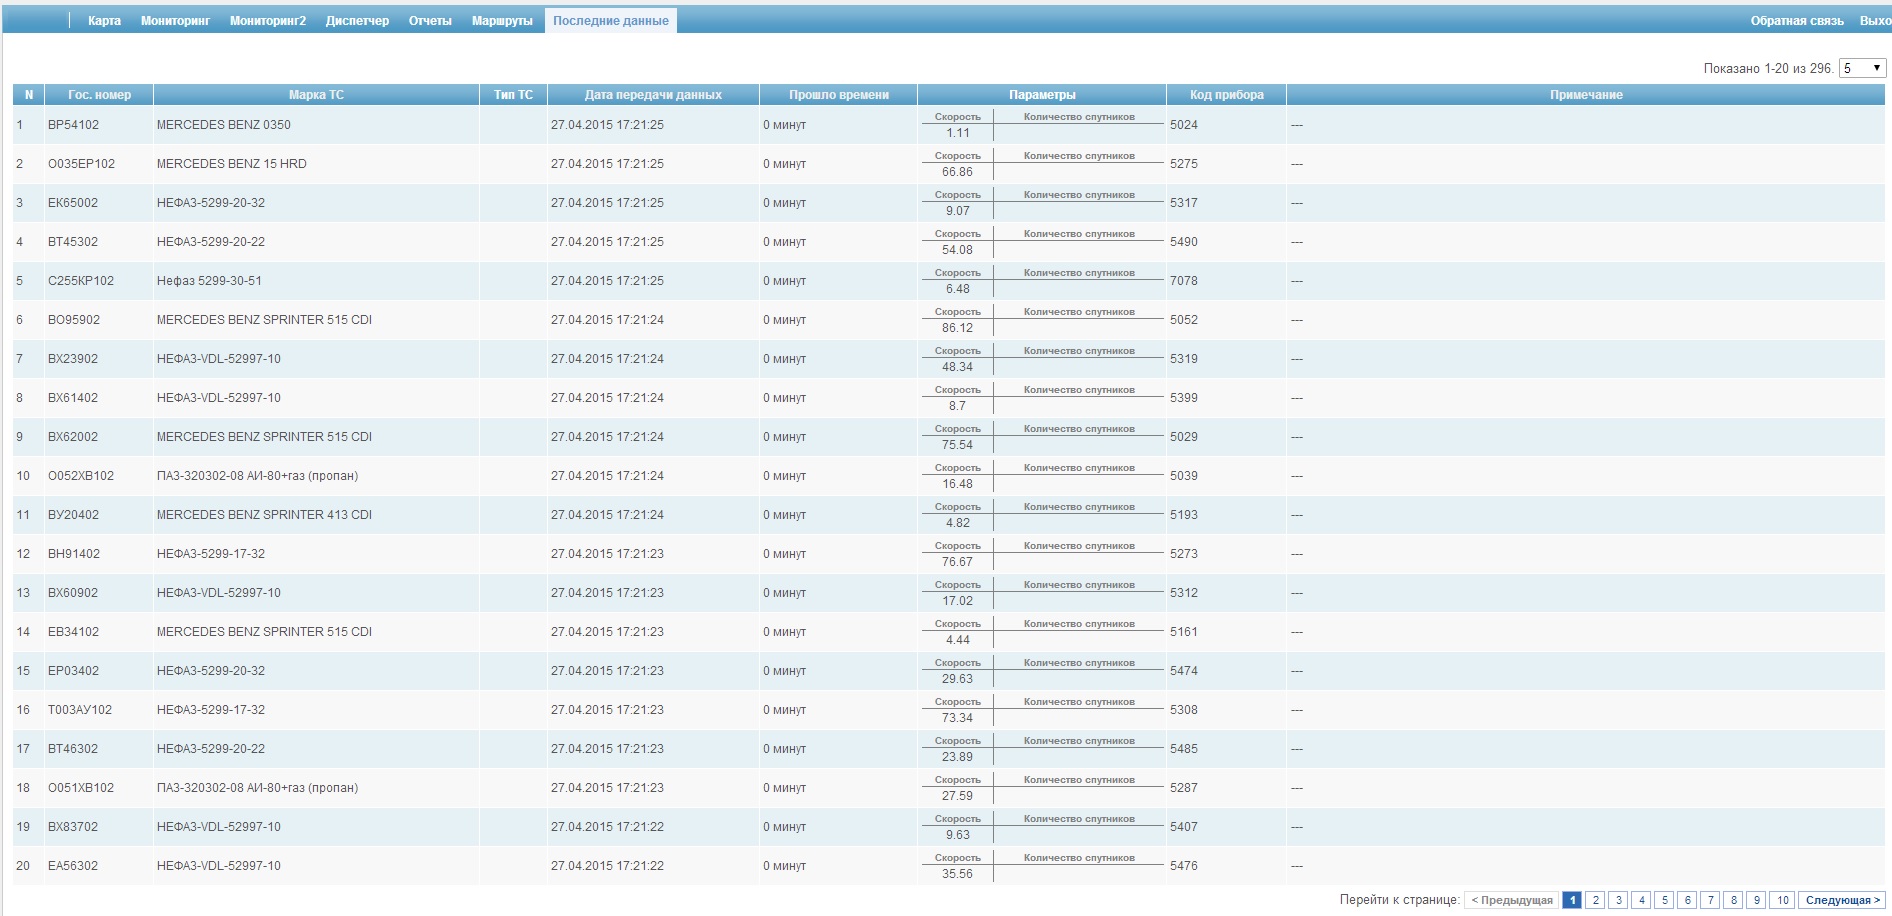 Карта Мониторинг Мониторинг2 Диспетчер Отчеты Маршруты Последние данные Обратная связь Выхо
Показано 1-20 из 296. 5
N Гос. номер Марка ТС Тип ТС Дата передачи данных Прошло времени Параметры Код прибора Примечание
1 ВР54102 MERCEDES BENZ 0350 27.04.2015 17:21:25 0 минут Скорость Количество спутников 1.11 5024 ---
2 О035ЕР102 MERCEDES BENZ 15 HRD 27.04.2015 17:21:25 0 минут Скорость Количество спутников 66.86 5275 ---
3 ЕК65002 НЕФАЗ-5299-20-32 27.04.2015 17:21:25 0 минут Скорость Количество спутников 9.07 5317 ---
4 ВТ45302 НЕФАЗ-5299-20-22 27.04.2015 17:21:25 0 минут Скорость Количество спутников 54.08 5490 ---
5 С255КР102 Нефаз 5299-30-51 27.04.2015 17:21:25 0 минут Скорость Количество спутников 6.48 7078 ---
6 ВО95902 MERCEDES BENZ SPRINTER 515 CDI 27.04.2015 17:21:24 0 минут Скорость Количество спутников 86.12 5052 ---
7 ВХ23902 НЕФАЗ-VDL-52997-10 27.04.2015 17:21:24 0 минут Скорость Количество спутников 48.34 5319 ---
8 ВХ61402 НЕФАЗ-VDL-52997-10 27.04.2015 17:21:24 0 минут Скорость Количество спутников 8.7 5399 ---
9 ВХ62002 MERCEDES BENZ SPRINTER 515 CDI 27.04.2015 17:21:24 0 минут Скорость Количество спутников 75.54 5029 ---
10 О052ХВ102 ПАЗ-320302-08 АИ-80+газ (пропан) 27.04.2015 17:21:24 0 минут Скорость Количество спутников 16.48 5039 ---
11 ВУ20402 MERCEDES BENZ SPRINTER 413 CDI 27.04.2015 17:21:24 0 минут Скорость Количество спутников 4.82 5193 ---
12 ВН91402 НЕФАЗ-5299-17-32 27.04.2015 17:21:23 0 минут Скорость Количество спутников 76.67 5273 ---
13 ВХ60902 НЕФАЗ-VDL-52997-10 27.04.2015 17:21:23 0 минут Скорость Количество спутников 17.02 5312 ---
14 ЕВ34102 MERCEDES BENZ SPRINTER 515 CDI 27.04.2015 17:21:23 0 минут Скорость Количество спутников 4.44 5161 ---
15 ЕР03402 НЕФАЗ-5299-20-32 27.04.2015 17:21:23 0 минут Скорость Количество спутников 29.63 5474 ---
16 Т003АУ102 НЕФАЗ-5299-17-32 27.04.2015 17:21:23 0 минут Скорость Количество спутников 73.34 5308 ---
17 ВТ46302 НЕФАЗ-5299-20-22 27.04.2015 17:21:23 0 минут Скорость Количество спутников 23.89 5485 ---
18 О051ХВ102 ПАЗ-320302-08 АИ-80+газ (пропан) 27.04.2015 17:21:23 0 минут Скорость Количество спутников 27.59 5287 ---
19 ВХ83702 НЕФАЗ-VDL-52997-10 27.04.2015 17:21:22 0 минут Скорость Количество спутников 9.63 5407 ---
20 ЕА56302 НЕФАЗ-VDL-52997-10 27.04.2015 17:21:22 0 минут Скорость Количество спутников 35.56 5476 ---
Перейти к странице: < Предыдущая 1 2 3 4 5 6 7 8 9 10 Следующая >